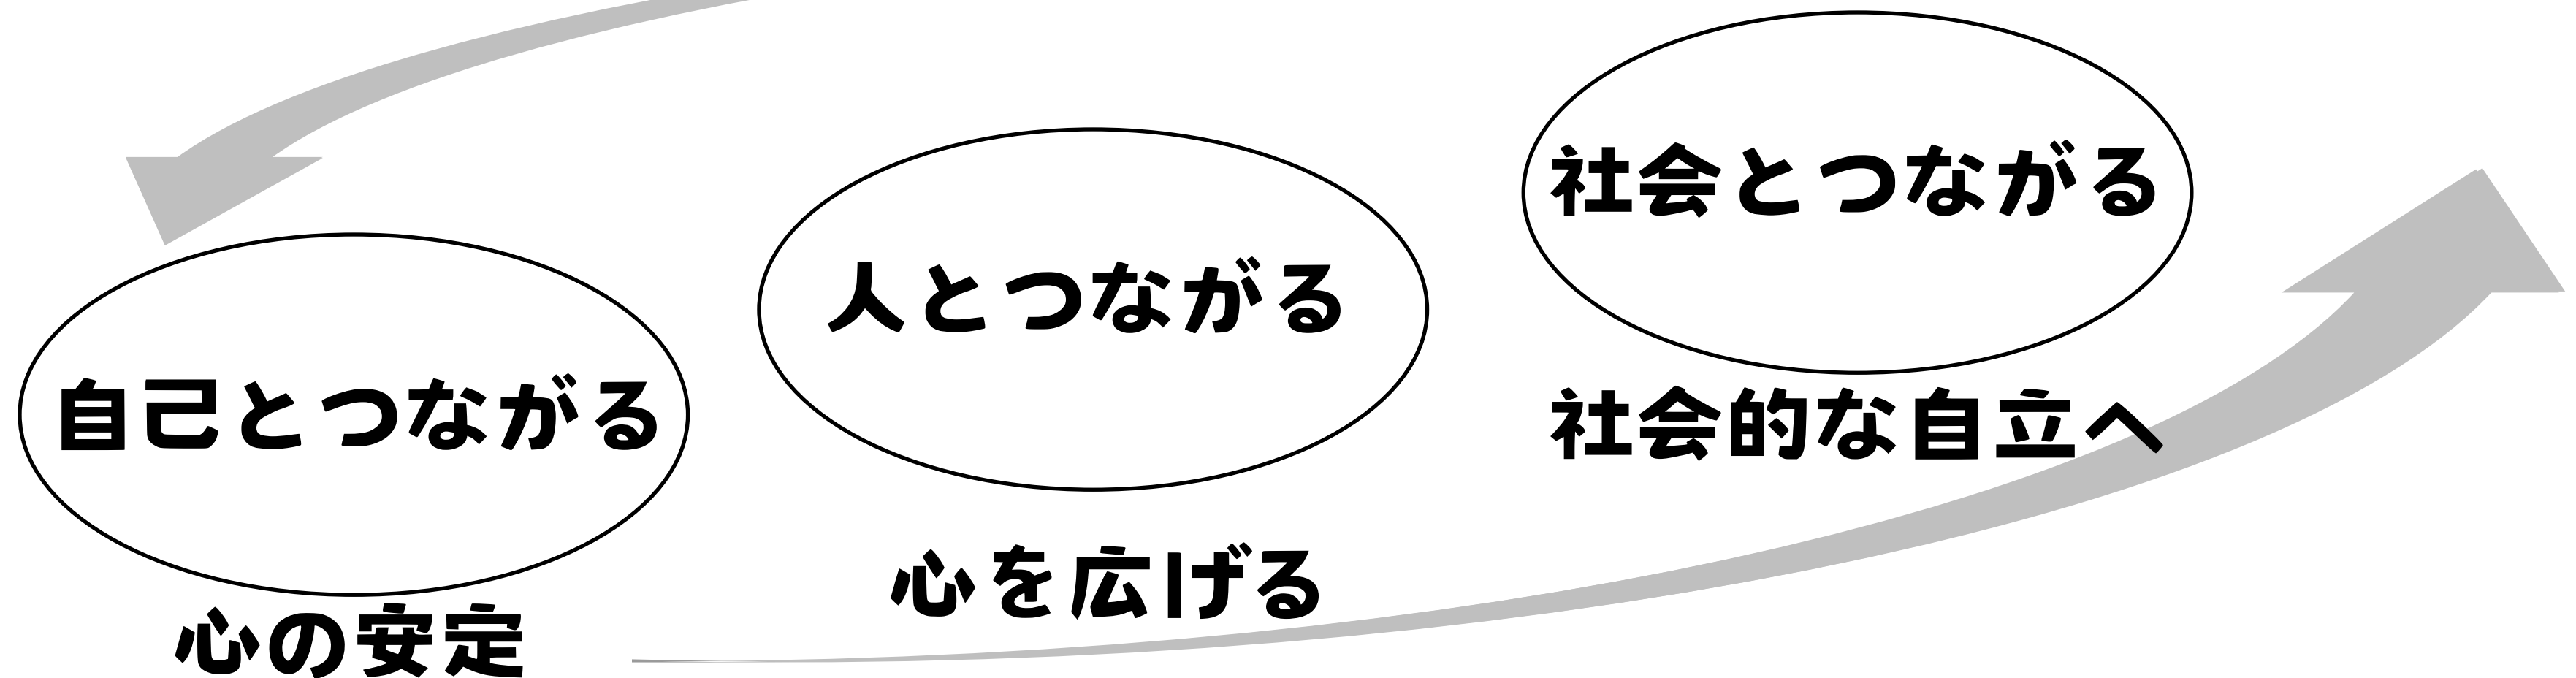 自己とつながる
心の安定
人とつながる
心を広げる
社会とつながる
社会的な自立へ